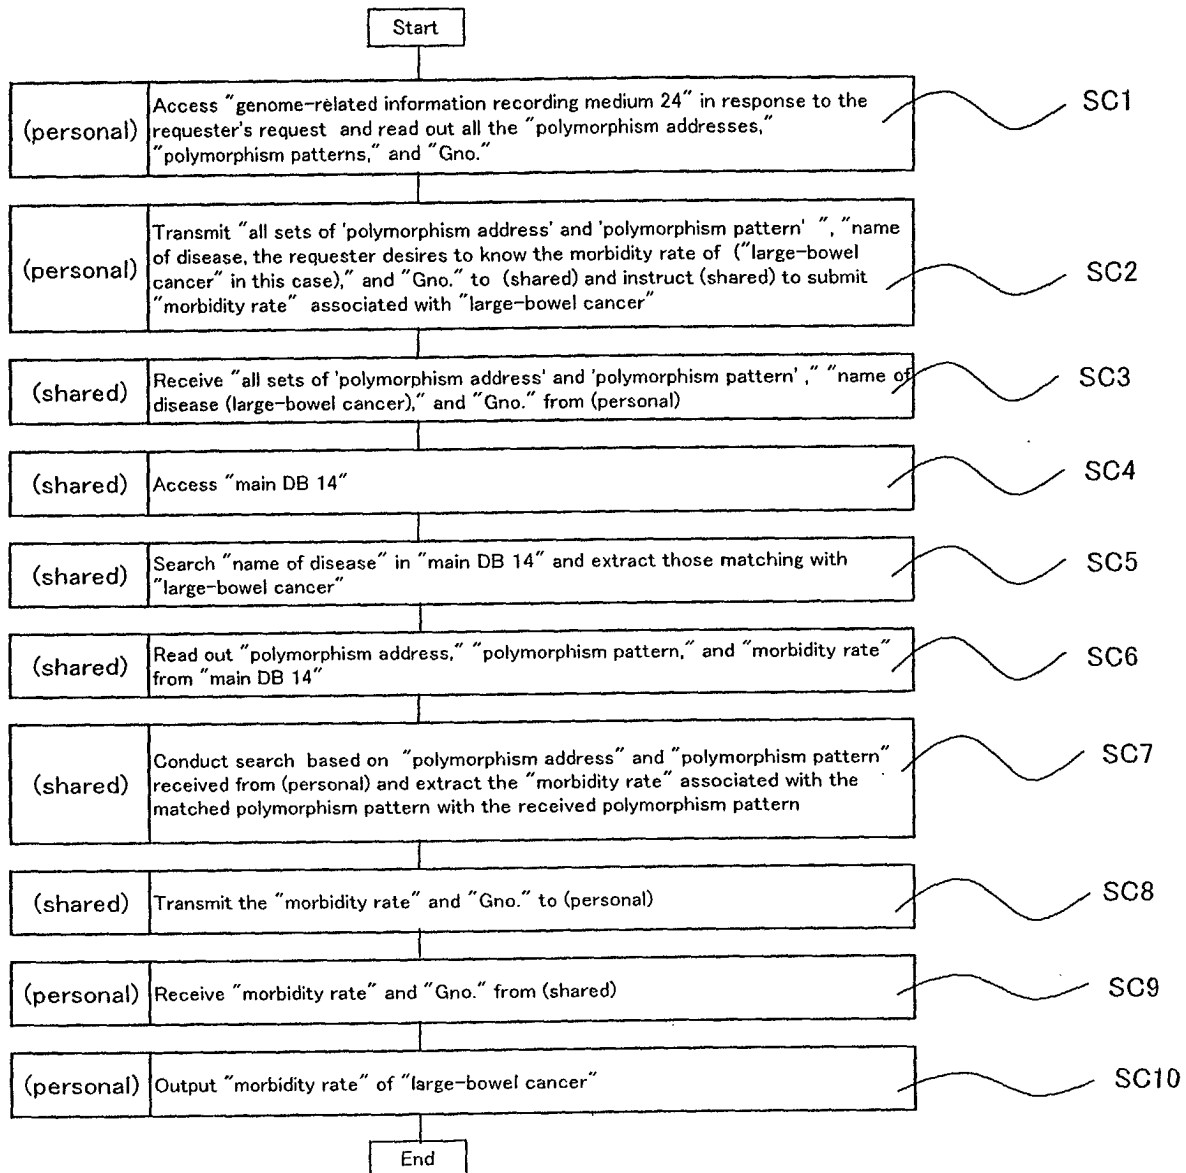 Start
(personal)
Access "genome-related information recording medium 24" in response to the
requester's request and read out all the "polymorphism addresses,"
"polymorphism patterns," and "Gno."
SC1
(personal)
Transmit "all sets of 'polymorphism address' and 'polymorphism pattern' ", "name
of disease, the requester desires to know the morbidity rate of ("large-bowel
cancer" in this case)," and "Gno." to (shared) and instruct (shared) to submit
"morbidity rate" associated with "large-bowel cancer"
SC2
(shared)
Receive "all sets of 'polymorphism address' and 'polymorphism pattern' ," "name of
disease (large-bowel cancer)," and "Gno." from (personal)
SC3
(shared)
Access "main DB 14"
SC4
(shared)
Search "name of disease" in "main DB 14" and extract those matching with
"large-bowel cancer"
SC5
(shared)
Read out "polymorphism address," "polymorphism pattern," and "morbidity rate"
from "main DB 14"
SC6
(shared)
Conduct search based on "polymorphism address" and "polymorphism pattern"
received from (personal) and extract the "morbidity rate" associated with the
matched polymorphism pattern with the received polymorphism pattern
SC7
(shared)
Transmit the "morbidity rate" and "Gno." to (personal)
SC8
(personal)
Receive "morbidity rate" and "Gno." from (shared)
SC9
(personal)
Output "morbidity rate" of "large-bowel cancer"
SC10
End